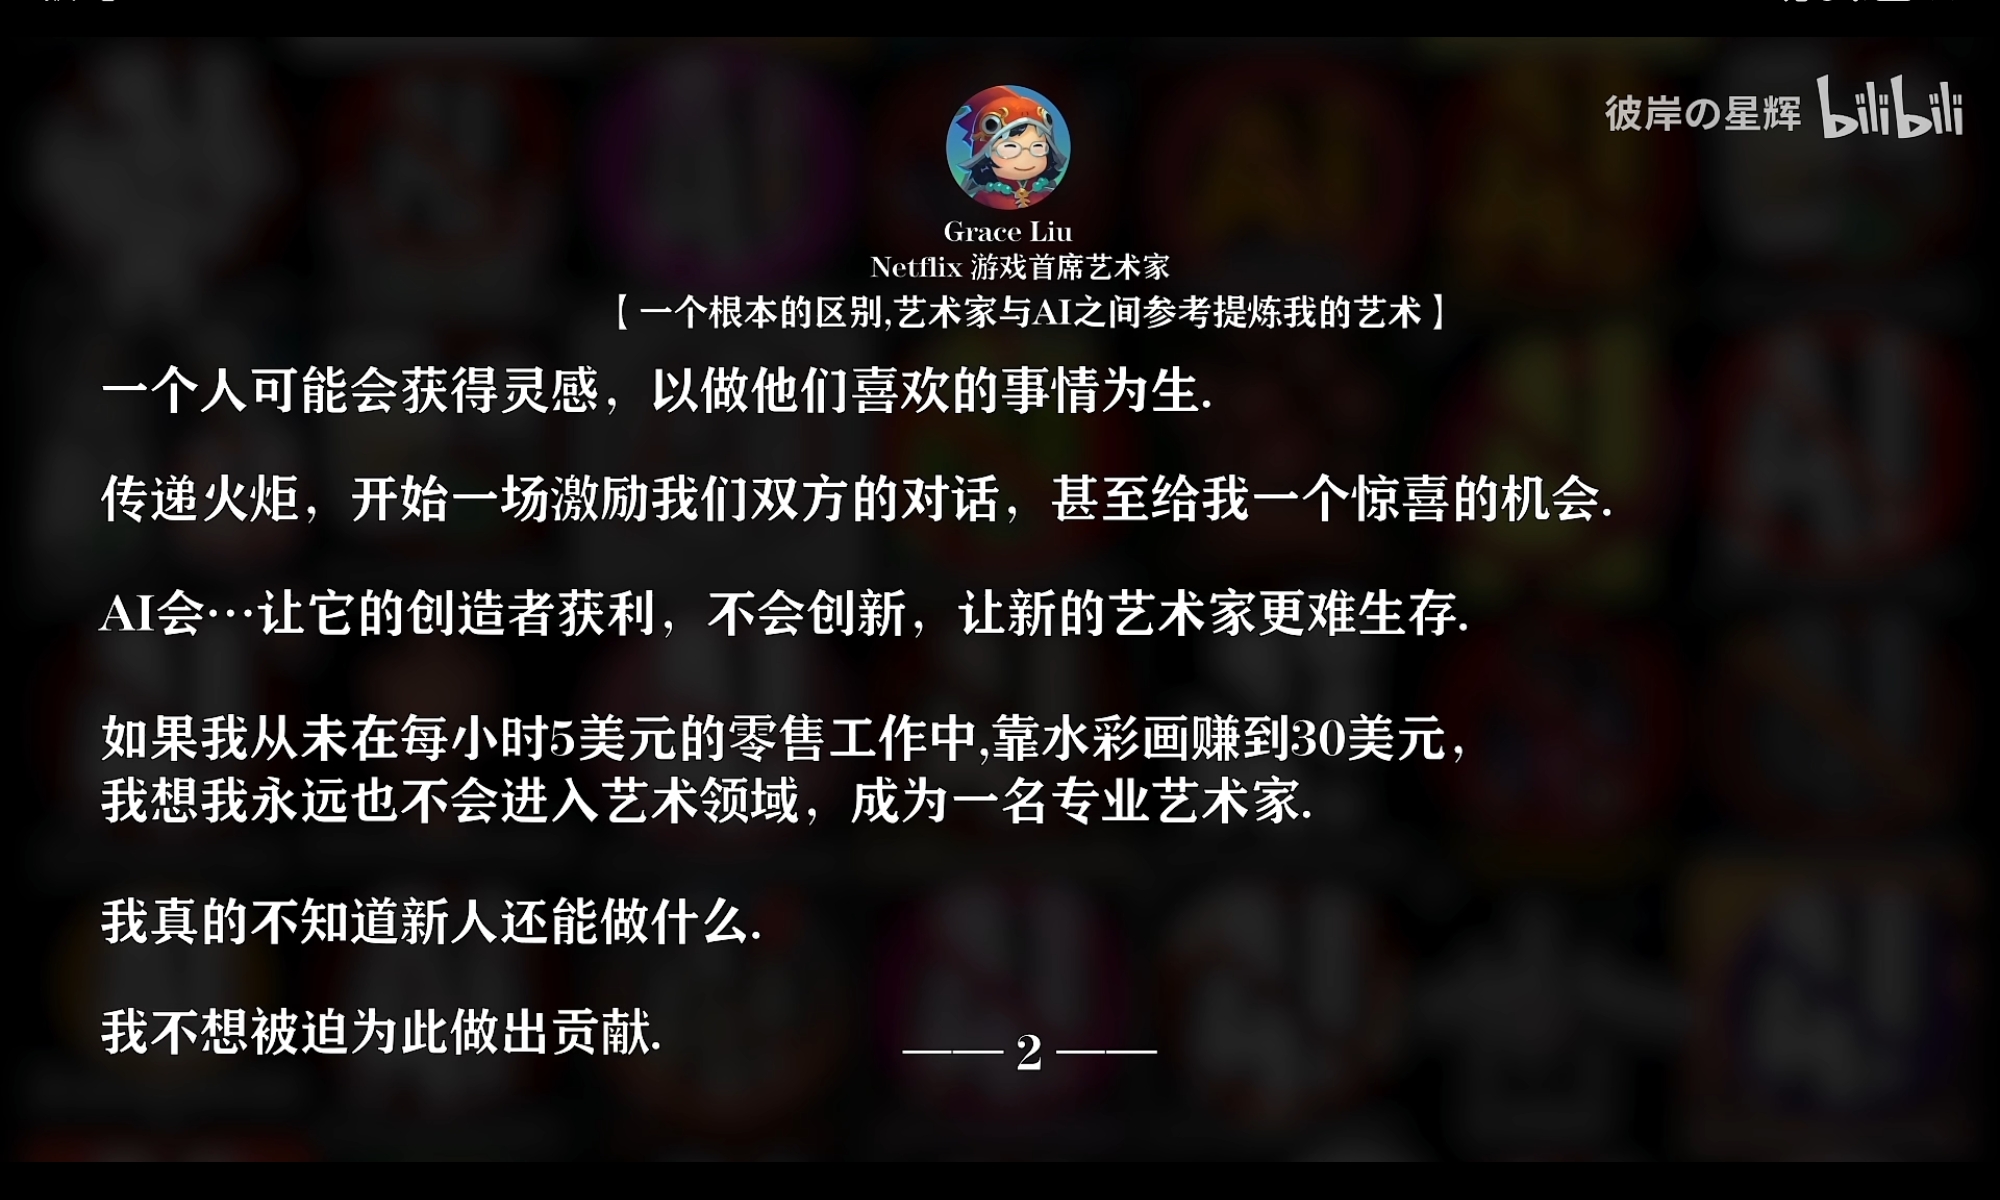 彼岸の星辉 bilibili
Grace Liu
Netflix 游戏首席艺术家
【一个根本的区别,艺术家与AI之间参考提炼我的艺术】
一个人可能会获得灵感，以做他们喜欢的事情为生.
传递火炬，开始一场激励我们双方的对话，甚至给我一个惊喜的机会.
AI会…让它的创造者获利，不会创新，让新的艺术家更难生存.
如果我从未在每小时5美元的零售工作中,靠水彩画赚到30美元，
我想我永远也不会进入艺术领域，成为一名专业艺术家.
我真的不知道新人还能做什么.
我不想被迫为此做出贡献.
—— 2 ——